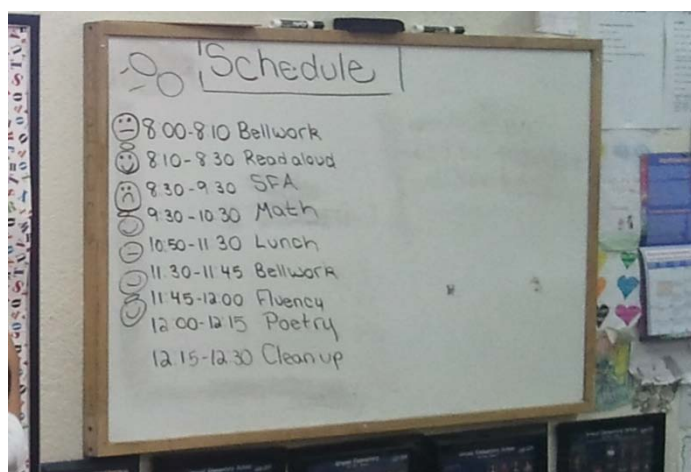 Schedule
8:00-8:10 Bellwork
8:10-8:30 Read aloud
8:30-9:30 SFA
9:30-10:30 Math
10:50-11:30 Lunch
11:30-11:45 Bellwork
11:45-12:00 Fluency
12:00-12:15 Poetry
12:15-12:30 Clean up